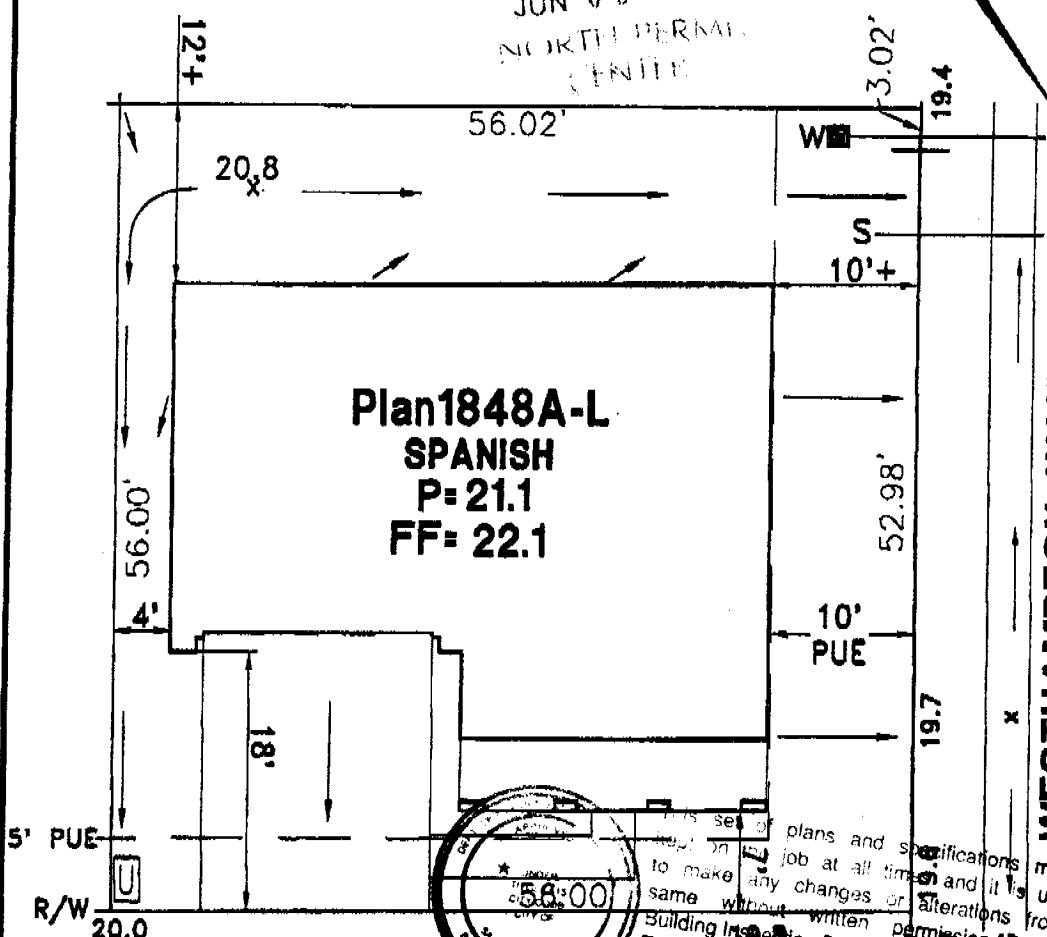 JUN
NORTH PERMIT
CENTER
12'+
3.02'
19.4
56.02'
W
20.8
x
S
10'+
Plan1848A-L
SPANISH
P= 21.1
FF= 22.1
56.00'
52.98'
4'
10'
PUE
18'
19.7
x
5' PUE
7'
U
56.00'
R/W
20.0
set of plans and specifications
on job at all times and it is
to make any changes or alterations
same without written permission
Building